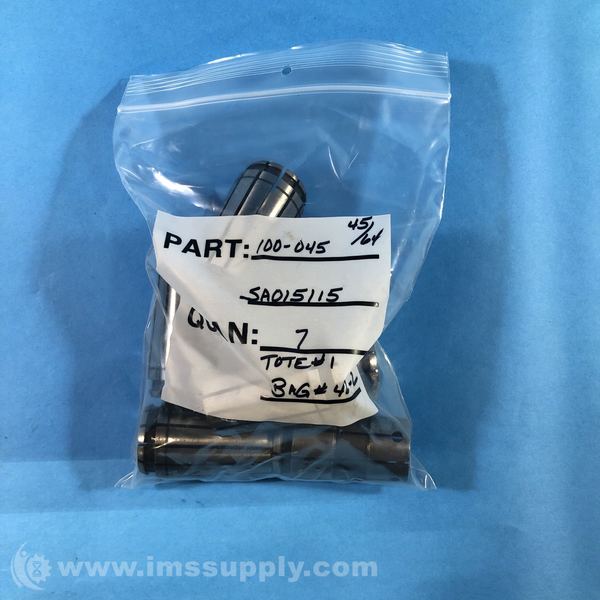 45/64
PART: 100-045
SA015115
QUAN: 7
TOTE #1
BAG #
www.imssupply.com